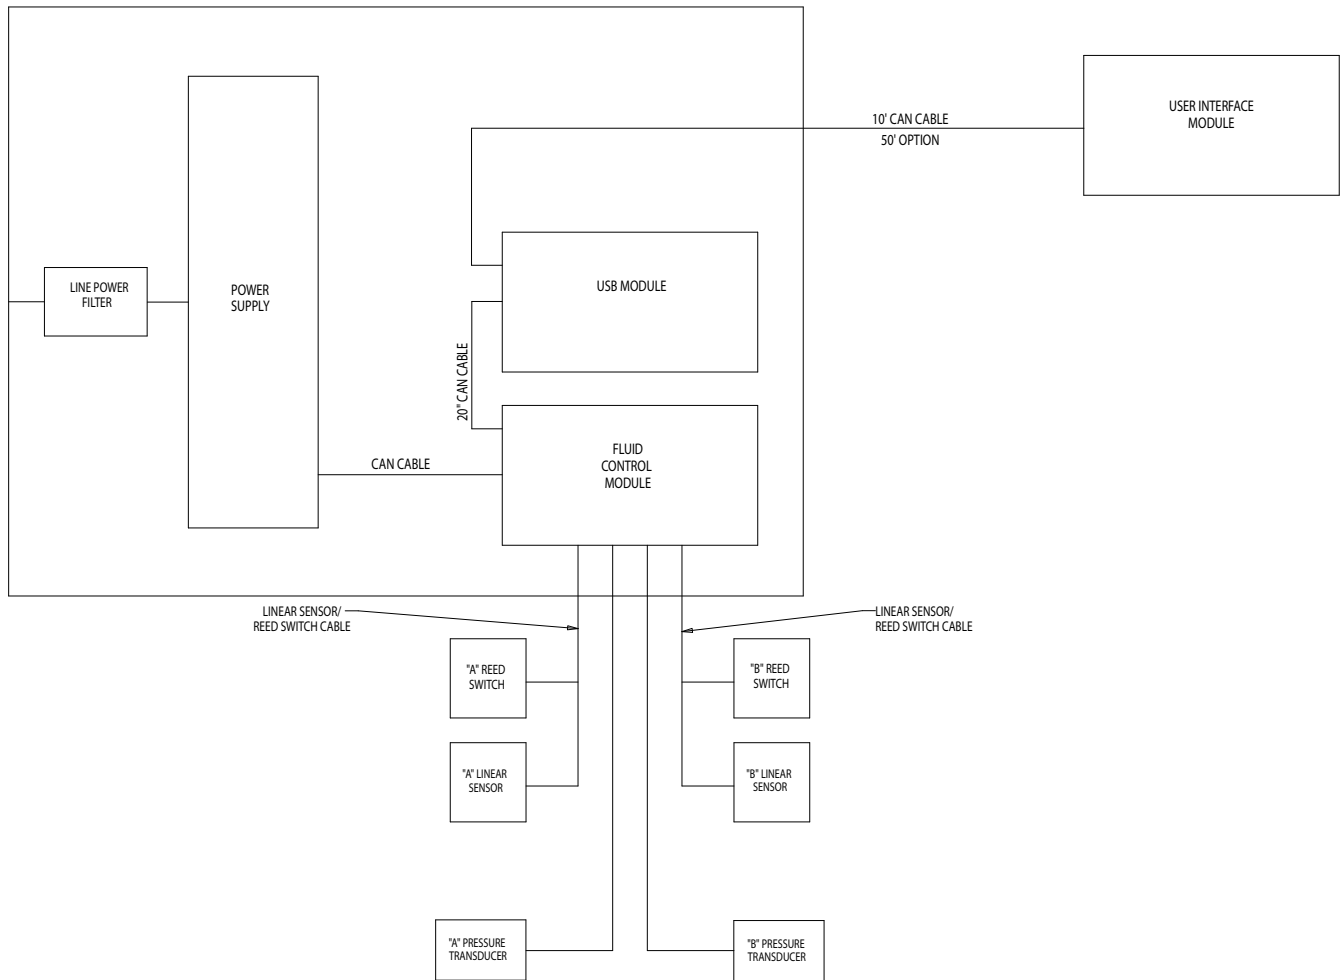 10' CAN CABLE
50' OPTION
USER INTERFACE
MODULE
LINE POWER
FILTER
POWER
SUPPLY
USB MODULE
20" CAN CABLE
CAN CABLE
FLUID
CONTROL
MODULE
LINEAR SENSOR/
REED SWITCH CABLE
LINEAR SENSOR/
REED SWITCH CABLE
"A" REED
SWITCH
"B" REED
SWITCH
"A" LINEAR
SENSOR
"B" LINEAR
SENSOR
"A" PRESSURE
TRANSDUCER
"B" PRESSURE
TRANSDUCER